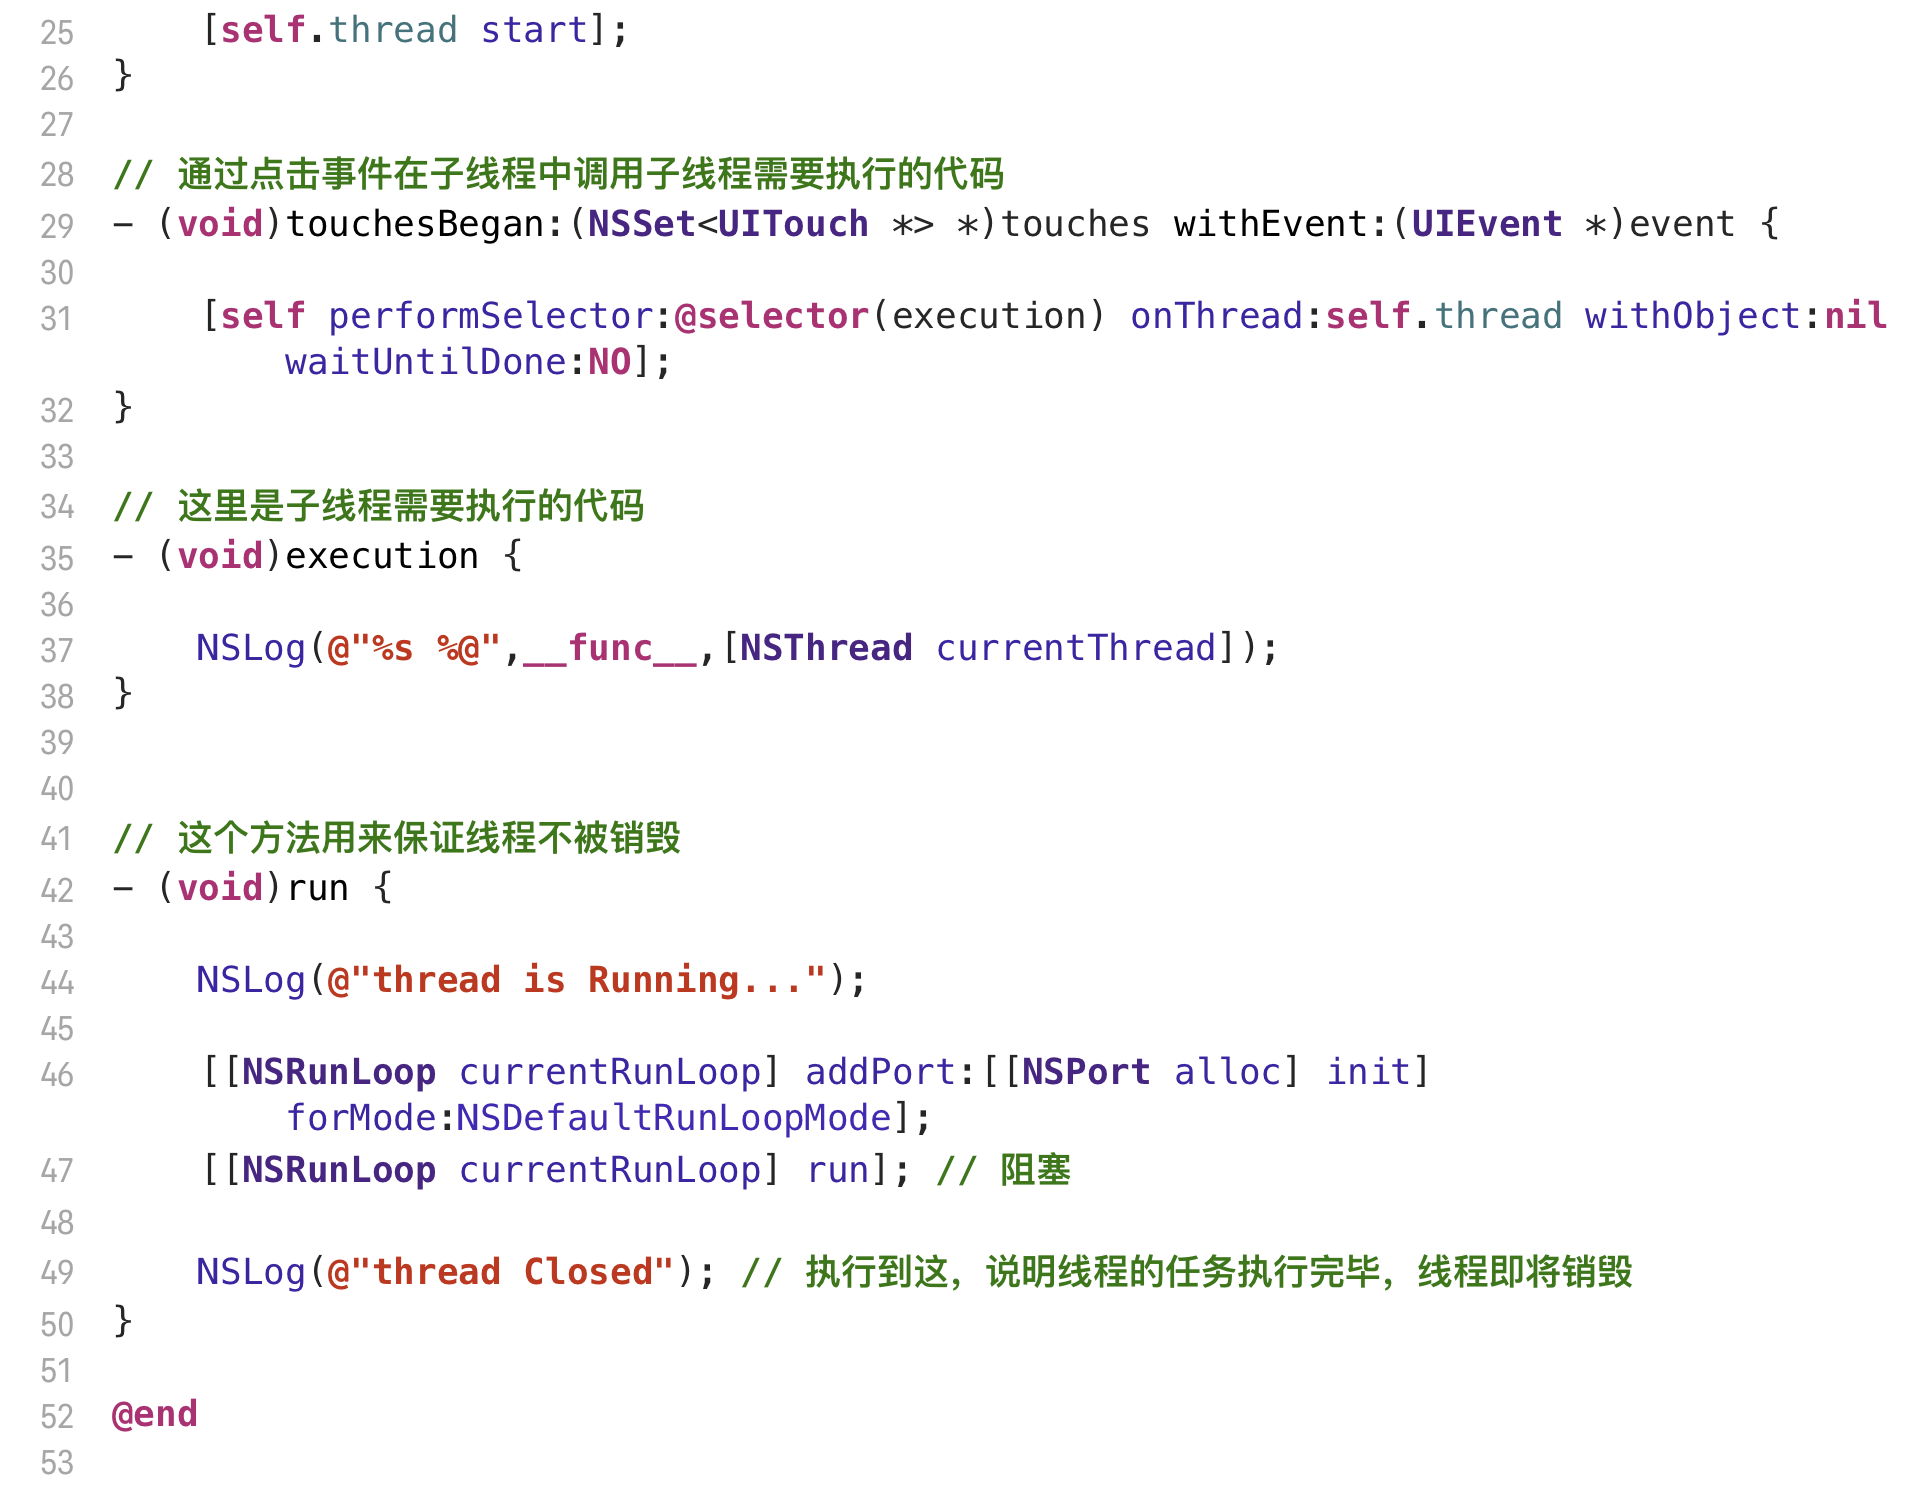 25 [self.thread start];
26 }
27
28 // 通过点击事件在子线程中调用子线程需要执行的代码
29 - (void)touchesBegan:(NSSet<UITouch *> *)touches withEvent:(UIEvent *)event {
30
31 [self performSelector:@selector(execution) onThread:self.thread withObject:nil
waitUntilDone:NO];
32 }
33
34 // 这里是子线程需要执行的代码
35 - (void)execution {
36
37 NSLog(@"%s %@",__func__,[NSThread currentThread]);
38 }
39
40
41 // 这个方法用来保证线程不被销毁
42 - (void)run {
43
44 NSLog(@"thread is Running...");
45
46 [[NSRunLoop currentRunLoop] addPort:[[NSPort alloc] init]
forMode:NSDefaultRunLoopMode];
47 [[NSRunLoop currentRunLoop] run]; // 阻塞
48
49 NSLog(@"thread Closed"); // 执行到这，说明线程的任务执行完毕，线程即将销毁
50 }
51
52 @end
53